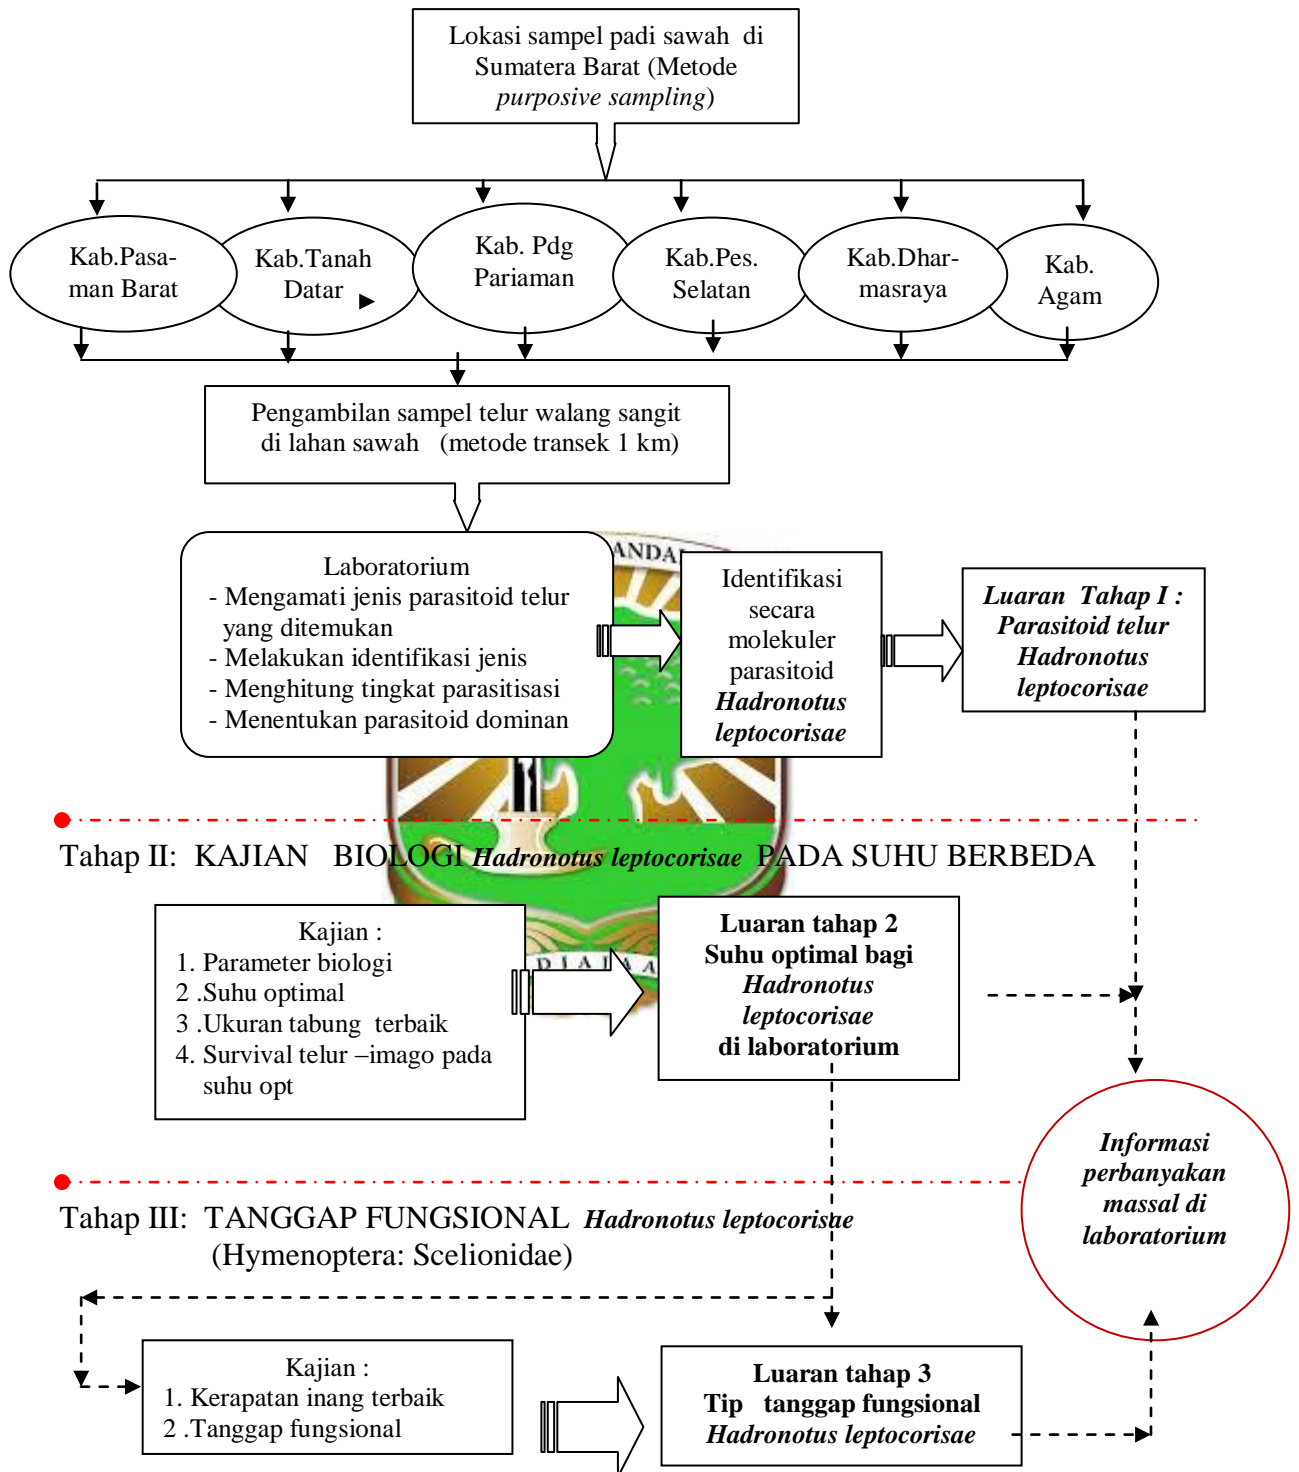 Lokasi sampel padi sawah di
Sumatera Barat (Metode
purposive sampling)
Kab.Pasa-
man Barat
Kab.Tanah
Datar
Kab. Pdg
Pariaman
Kab.Pes.
Selatan
Kab.Dhar-
masraya
Kab.
Agam
Pengambilan sampel telur walang sangit
di lahan sawah (metode transek 1 km)
Laboratorium
- Mengamati jenis parasitoid telur
yang ditemukan
- Melakukan identifikasi jenis
- Menghitung tingkat parasitisasi
- Menentukan parasitoid dominan
ANDAL
Identifikasi
secara
molekuler
parasitoid
Hadronotus
leptocorisae
Luaran Tahap I :
Parasitoid telur
Hadronotus
leptocorisae
Tahap II: KAJIAN BIOLOGI Hadronotus leptocorisae PADA SUHU BERBEDA
Kajian :
1. Parameter biologi
2 .Suhu optimal
3 .Ukuran tabung terbaik
4. Survival telur –imago pada
suhu opt
DJAJAA
Luaran tahap 2
Suhu optimal bagi
Hadronotus
leptocorisae
di laboratorium
Informasi
perbanyakan
massal di
laboratorium
Tahap III: TANGGAP FUNGSIONAL Hadronotus leptocorisae
(Hymenoptera: Scelionidae)
Kajian :
1. Kerapatan inang terbaik
2 .Tanggap fungsional
Luaran tahap 3
Tip tanggap fungsional
Hadronotus leptocorisae